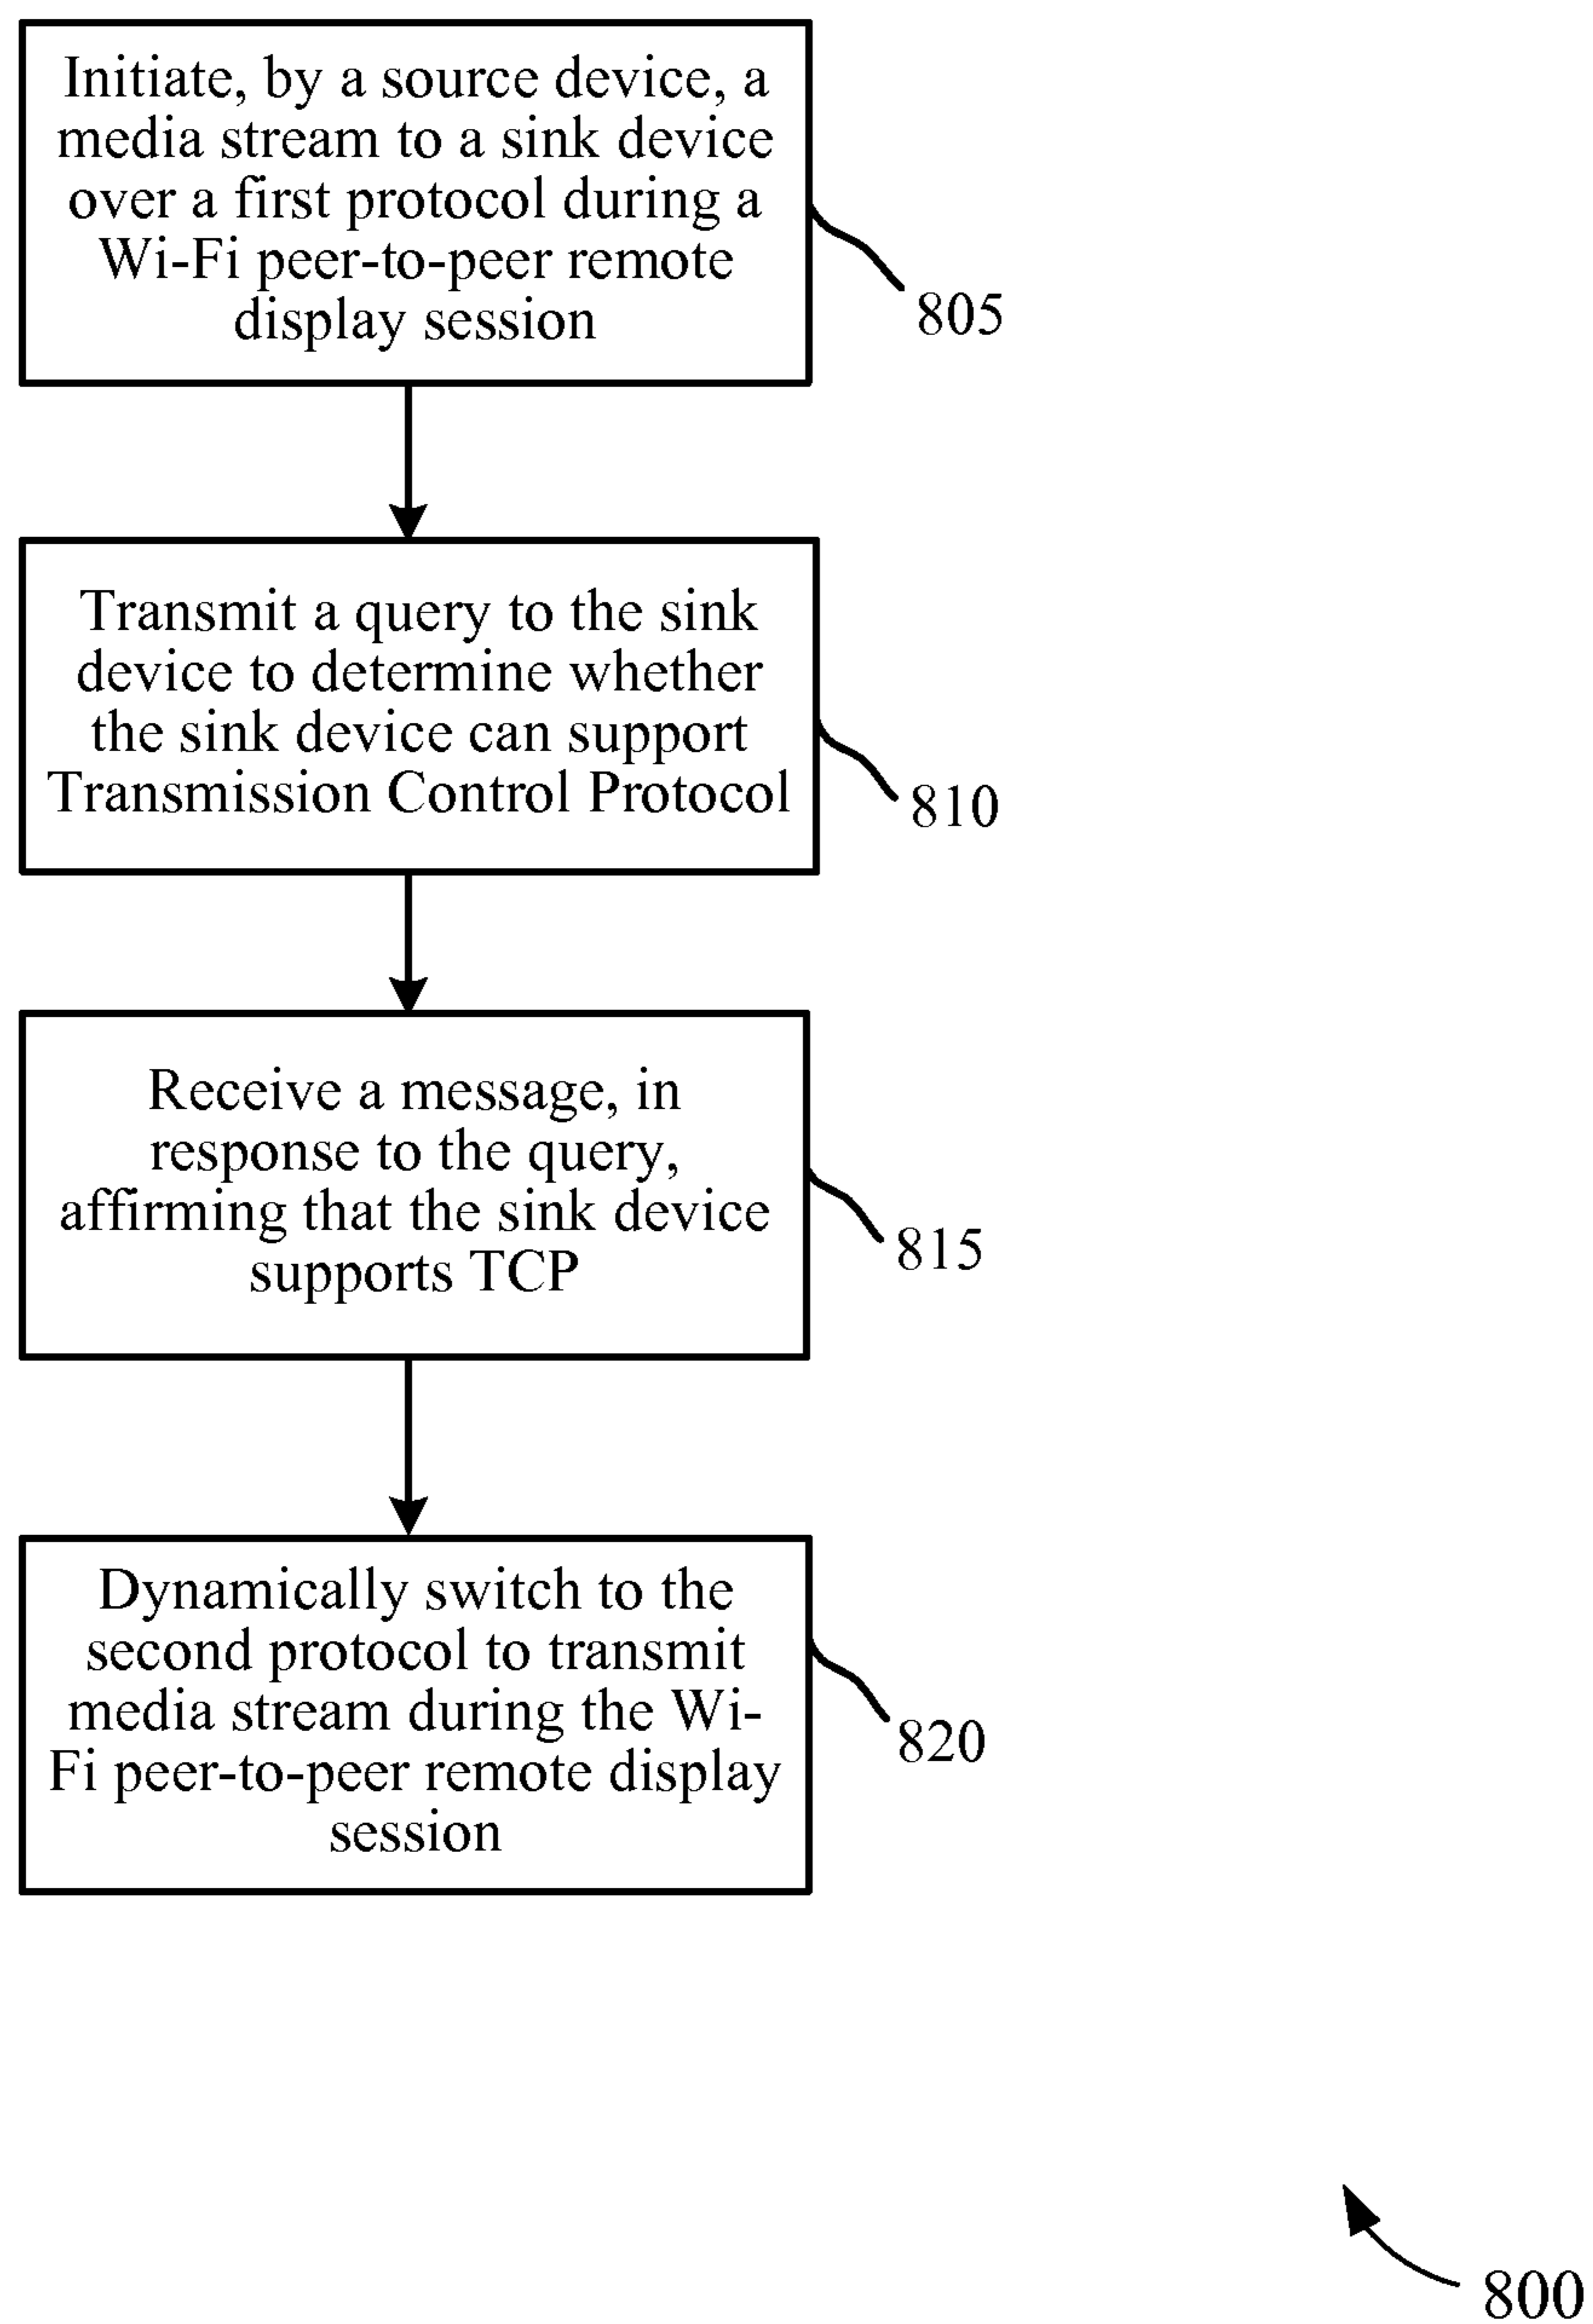 Initiate, by a source device, a
media stream to a sink device
over a first protocol during a
Wi-Fi peer-to-peer remote
display session
805
Transmit a query to the sink
device to determine whether
the sink device can support
Transmission Control Protocol
810
Receive a message, in
response to the query,
affirming that the sink device
supports TCP
815
Dynamically switch to the
second protocol to transmit
media stream during the Wi-
Fi peer-to-peer remote display
session
820
800